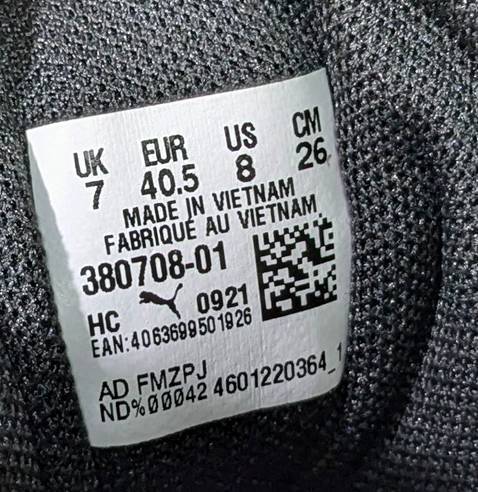 UK EUR US CM
7 40.5 8 26
MADE IN VIETNAM
FABRIQUÉ AU VIETNAM
380708-01
HC 0921
EAN:4063699501926
AD FMZPJ
ND%00042 4601220364_1